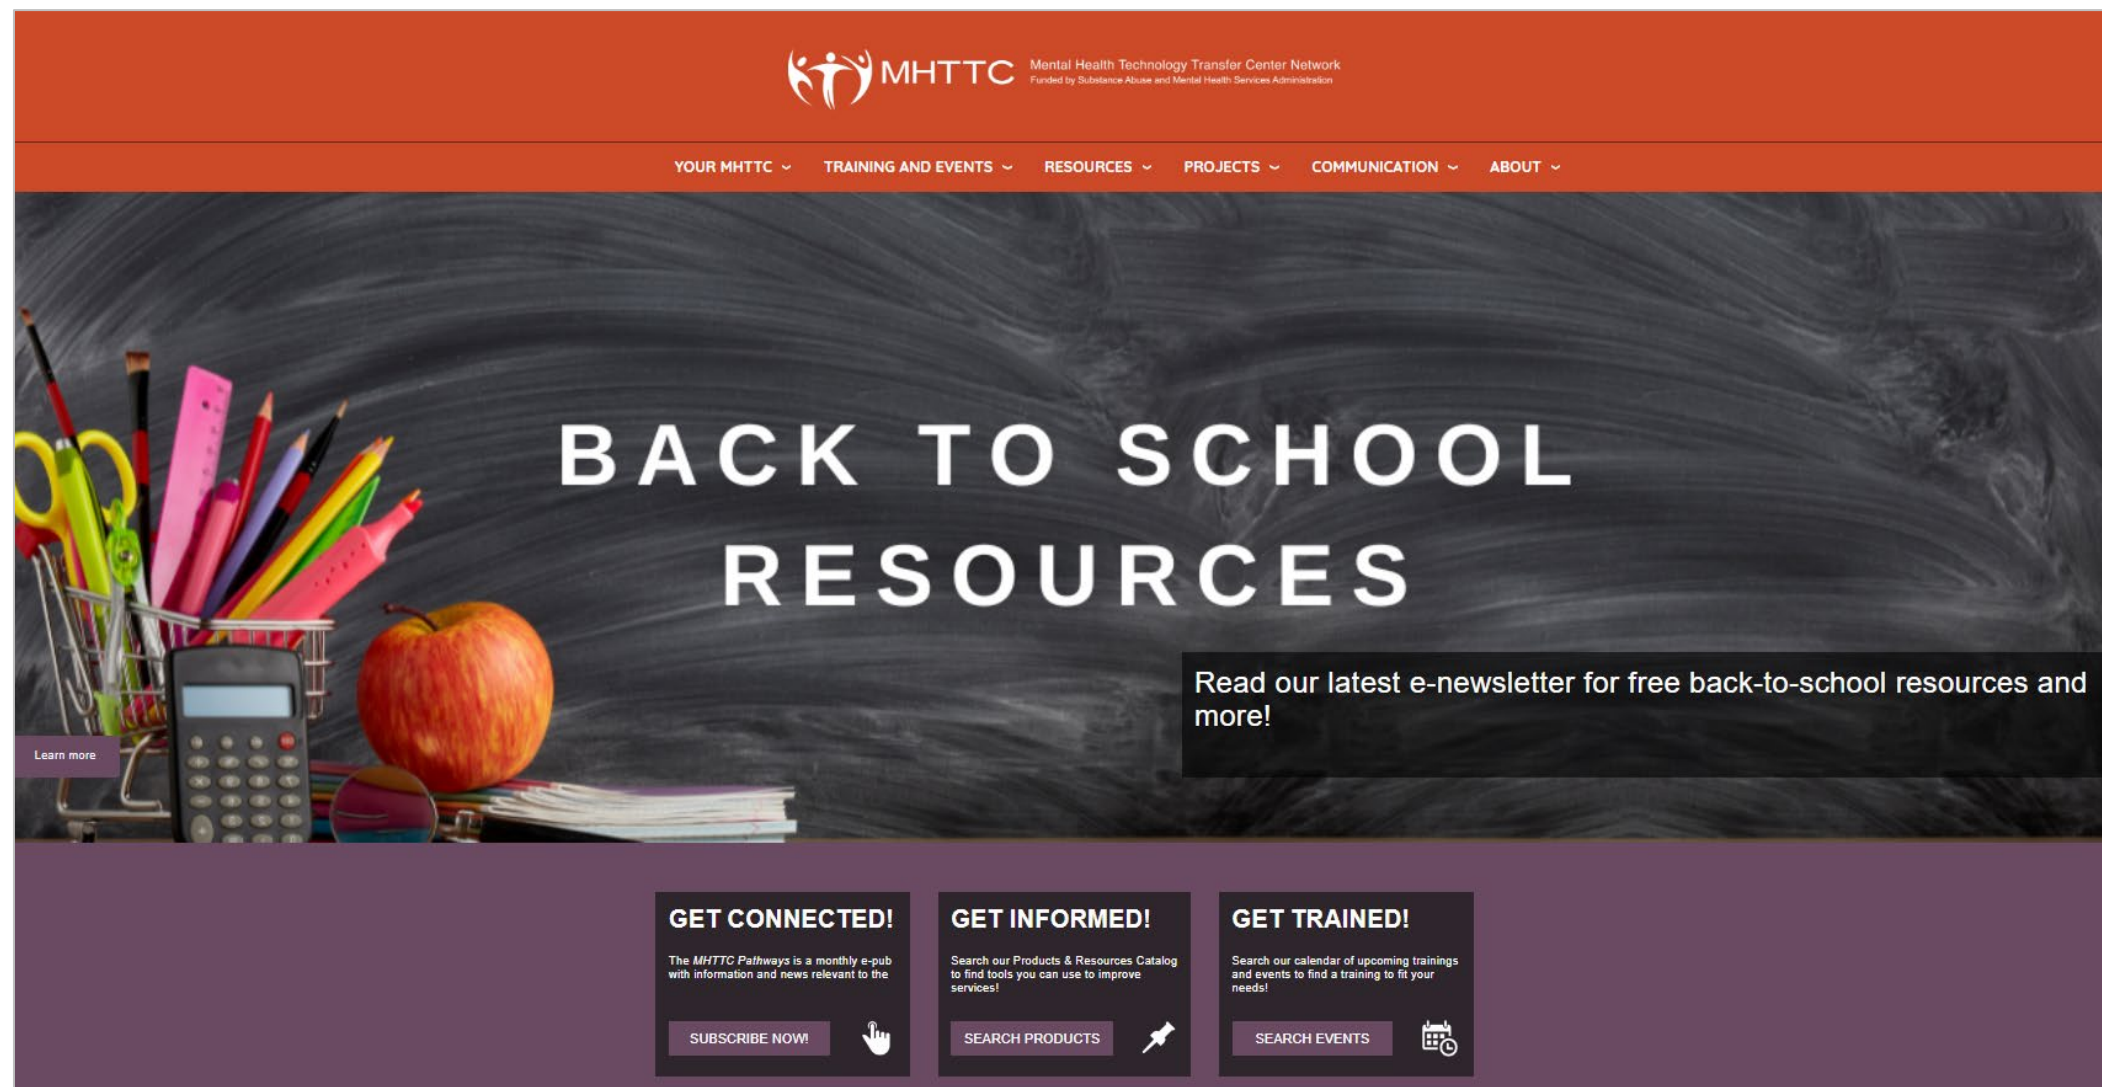 MHTTC
Mental Health Technology Transfer Center Network
Funded by Substance Abuse and Mental Health Services Administration
YOUR MHTTC
TRAINING AND EVENTS
RESOURCES
PROJECTS
COMMUNICATION
ABOUT
BACK TO SCHOOL
RESOURCES
Read our latest e-newsletter for free back-to-school resources and
more!
Learn more
GET CONNECTED!
The MHTTC Pathways is a monthly e-pub
with information and news relevant to the
SUBSCRIBE NOW!
GET INFORMED!
Search our Products & Resources Catalog
to find tools you can use to improve
services!
SEARCH PRODUCTS
GET TRAINED!
Search our calendar of upcoming trainings
and events to find a training to fit your
needs!
SEARCH EVENTS